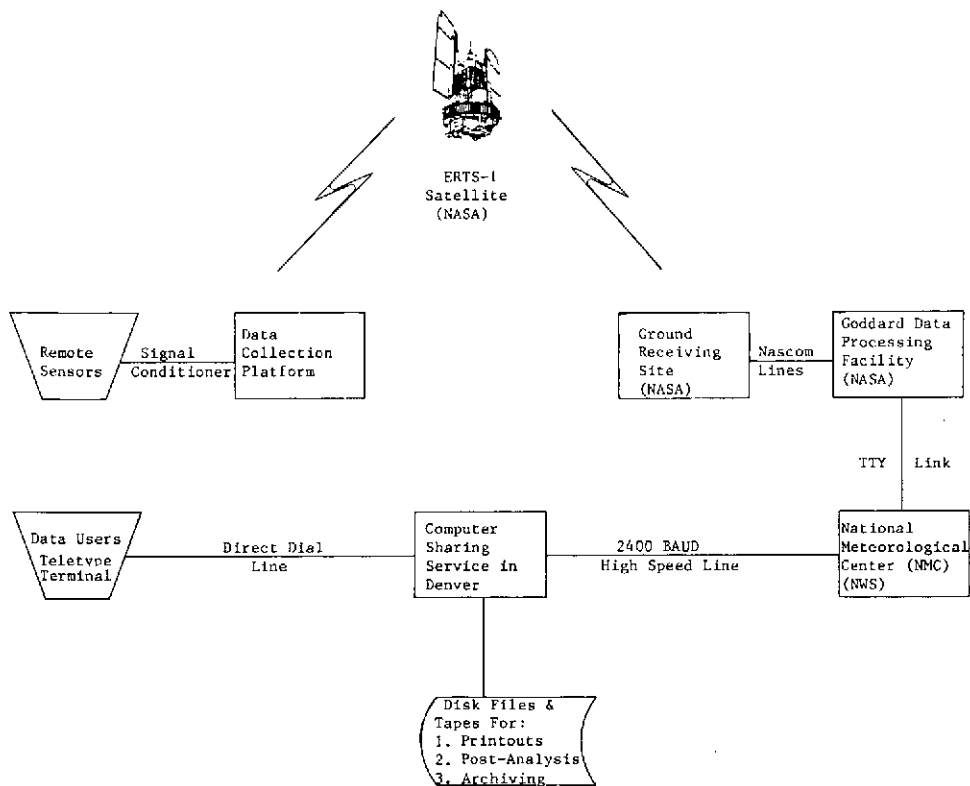 ERTS-1
Satellite
(NASA)
Remote
Sensors
Signal
Conditioner
Data
Collection
Platform
Ground
Receiving
Site
(NASA)
Nascom
Lines
Goddard Data
Processing
Facility
(NASA)
TTY Link
Data Users
Teletype
Terminal
Direct Dial
Line
Computer
Sharing
Service in
Denver
2400 BAUD
High Speed Line
National
Meteorological
Center (NMC)
(NWS)
Disk Files &
Tapes For:
1. Printouts
2. Post-Analysis
3. Archiving